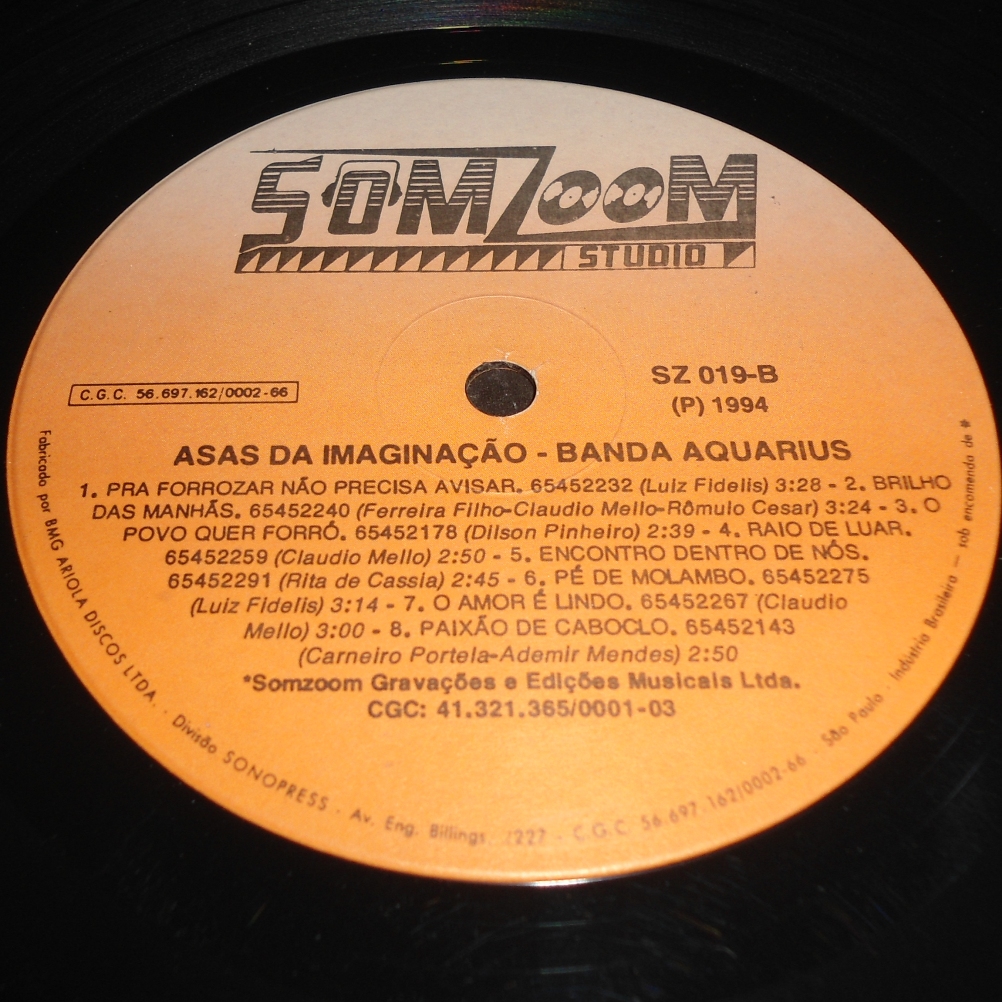 SOMZOOM
STUDIO
C.G.C. 56.697.162/0002-66
SZ 019-B
(P) 1994
ASAS DA IMAGINAÇÃO - BANDA AQUARIUS
1. PRA FORROZAR NÃO PRECISA AVISAR. 65452232 (Luiz Fidelis) 3:28 - 2. BRILHO
DAS MANHÃS. 65452240 (Ferreira Filho-Claudio Mello-Rômulo Cesar) 3:24 - 3. O
POVO QUER FORRÓ. 65452178 (Dilson Pinheiro) 2:39 - 4. RAIO DE LUAR.
65452259 (Claudio Mello) 2:50 - 5. ENCONTRO DENTRO DE NÓS.
65452291 (Rita de Cassia) 2:45 - 6. PÉ DE MOLAMBO. 65452275
(Luiz Fidelis) 3:14 - 7. O AMOR É LINDO. 65452267 (Claudio
Mello) 3:00 - 8. PAIXÃO DE CABOCLO. 65452143
(Carneiro Portela-Ademir Mendes) 2:50
*Somzoom Gravações e Edições Musicais Ltda.
CGC: 41.321.365/0001-03
Fabricado por BMG ARIOLA DISCOS LTDA. - Divisão SONOPRESS - Av. Eng. Billings, - C.G.C. 56.697.162/0002-66 - São Paulo - Indústria Brasileira - sob encomenda de *